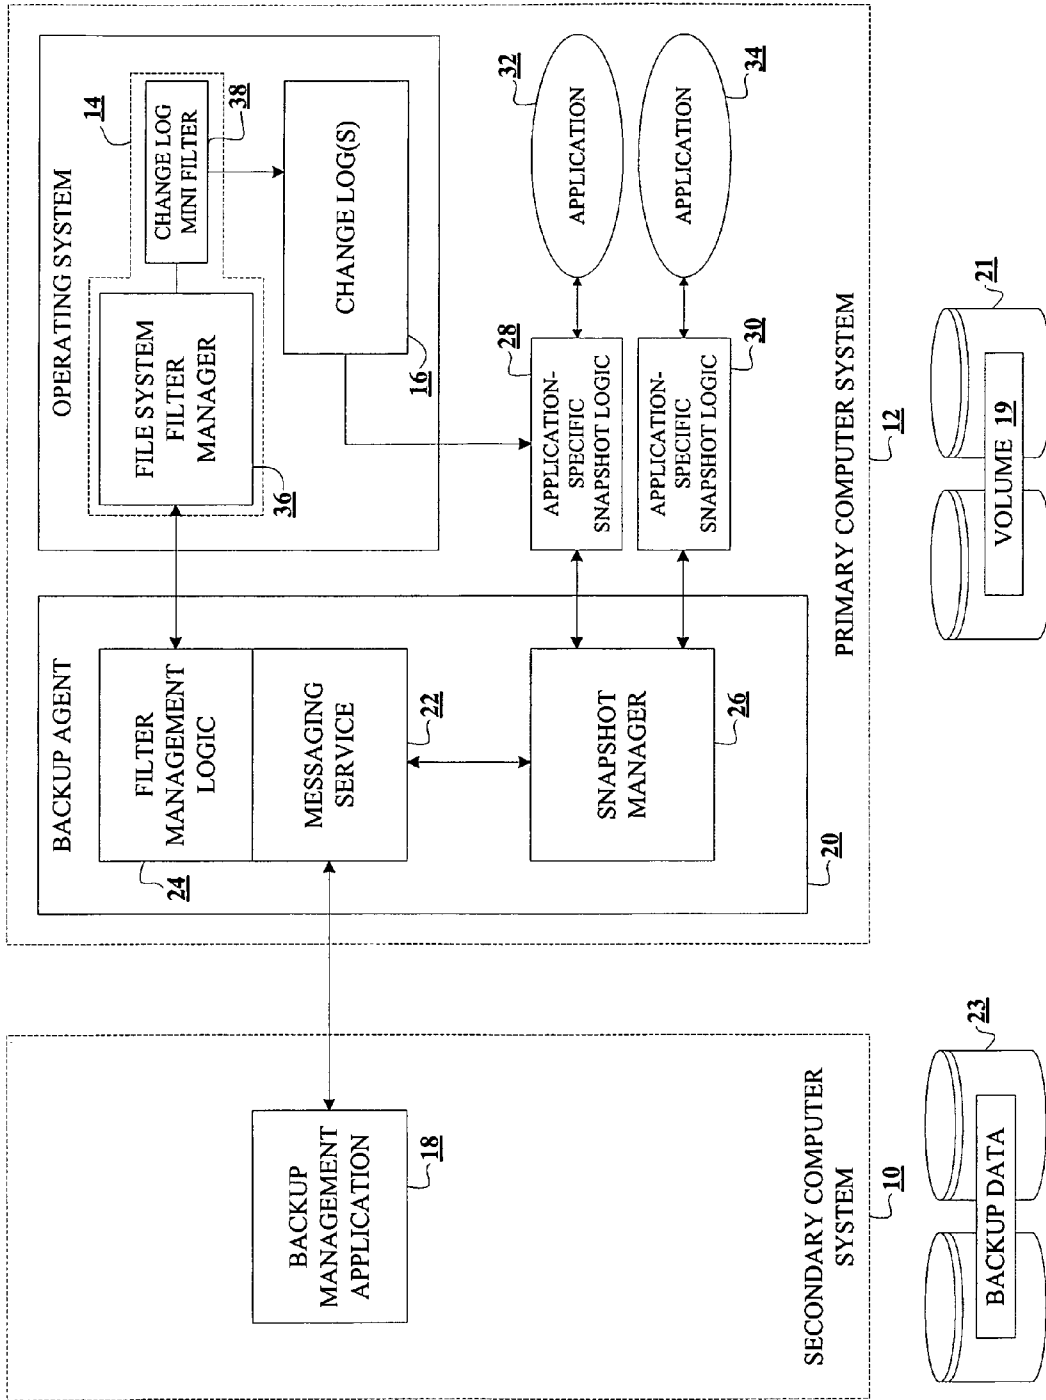 SECONDARY COMPUTER
SYSTEM
10
BACKUP
MANAGEMENT
APPLICATION
18
BACKUP DATA
23
PRIMARY COMPUTER SYSTEM
12
BACKUP AGENT
20
FILTER
MANAGEMENT
LOGIC
24
MESSAGING
SERVICE
22
SNAPSHOT
MANAGER
26
OPERATING SYSTEM
14
FILE SYSTEM
FILTER
MANAGER
36
CHANGE LOG
MINI FILTER
38
CHANGE LOG(S)
16
APPLICATION-
SPECIFIC
SNAPSHOT LOGIC
28
APPLICATION
32
APPLICATION-
SPECIFIC
SNAPSHOT LOGIC
30
APPLICATION
34
VOLUME 19
21